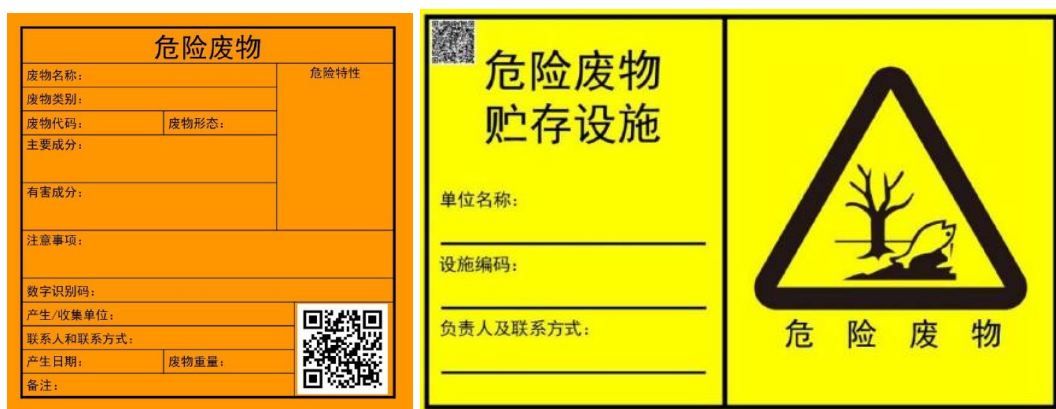 危险废物
废物名称:
危险特性
废物类别:
废物代码:
废物形态:
主要成分:
有害成分:
注意事项:
数字识别码:
产生/收集单位:
联系人和联系方式:
产生日期:
废物重量:
备注:
危险废物
贮存设施
单位名称:
设施编码:
负责人及联系方式:
危险废物